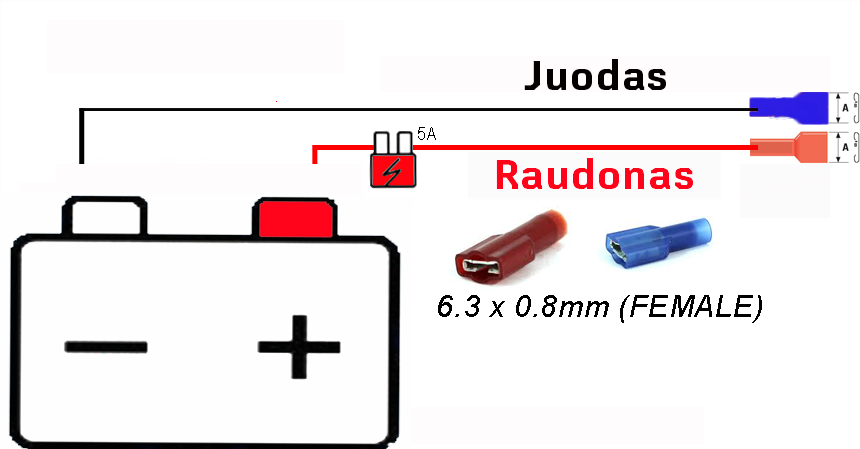 Juodas
A
5A
A
Raudonas
6.3 x 0.8mm (FEMALE)